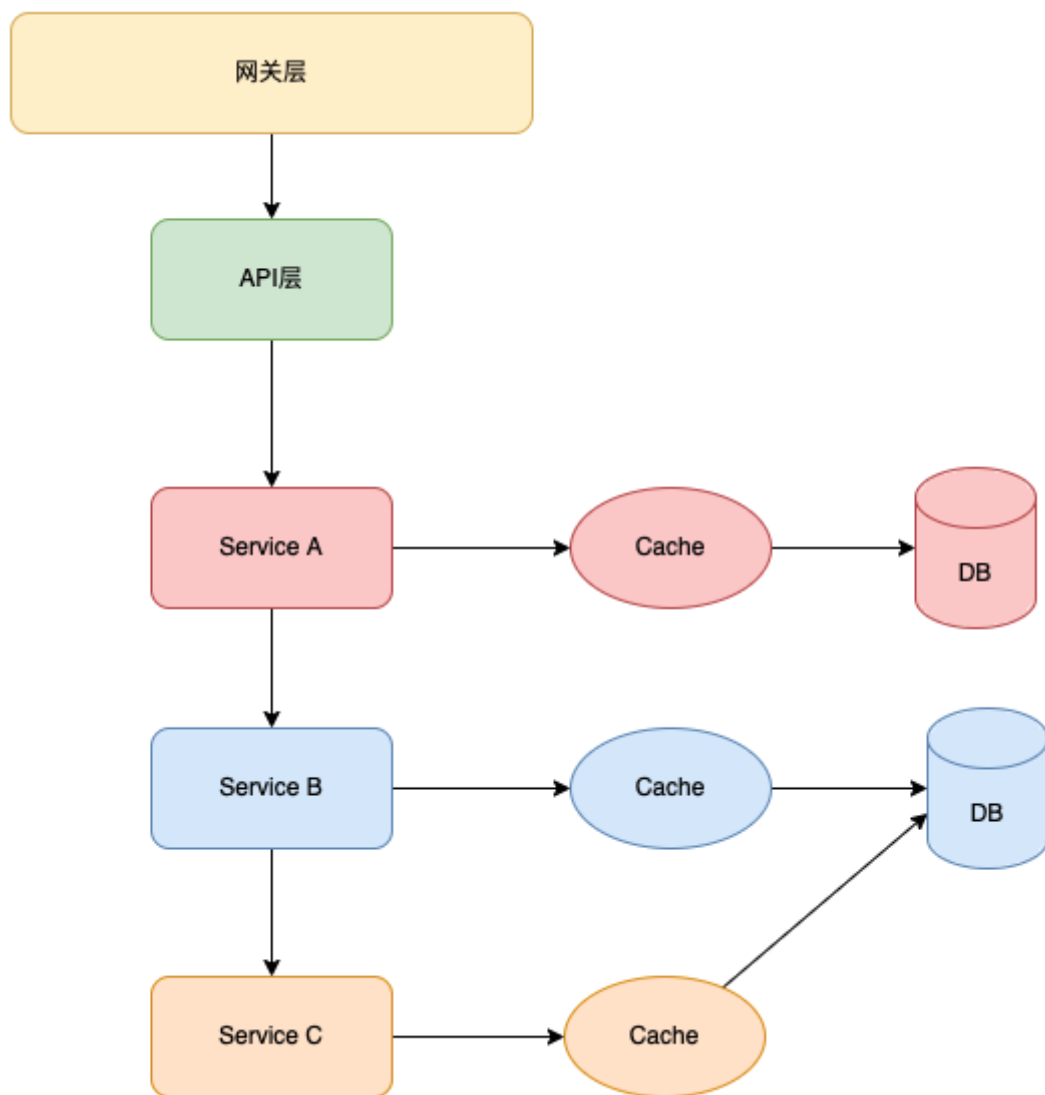 网关层
API层
Service A
Cache
DB
Service B
Cache
DB
Service C
Cache